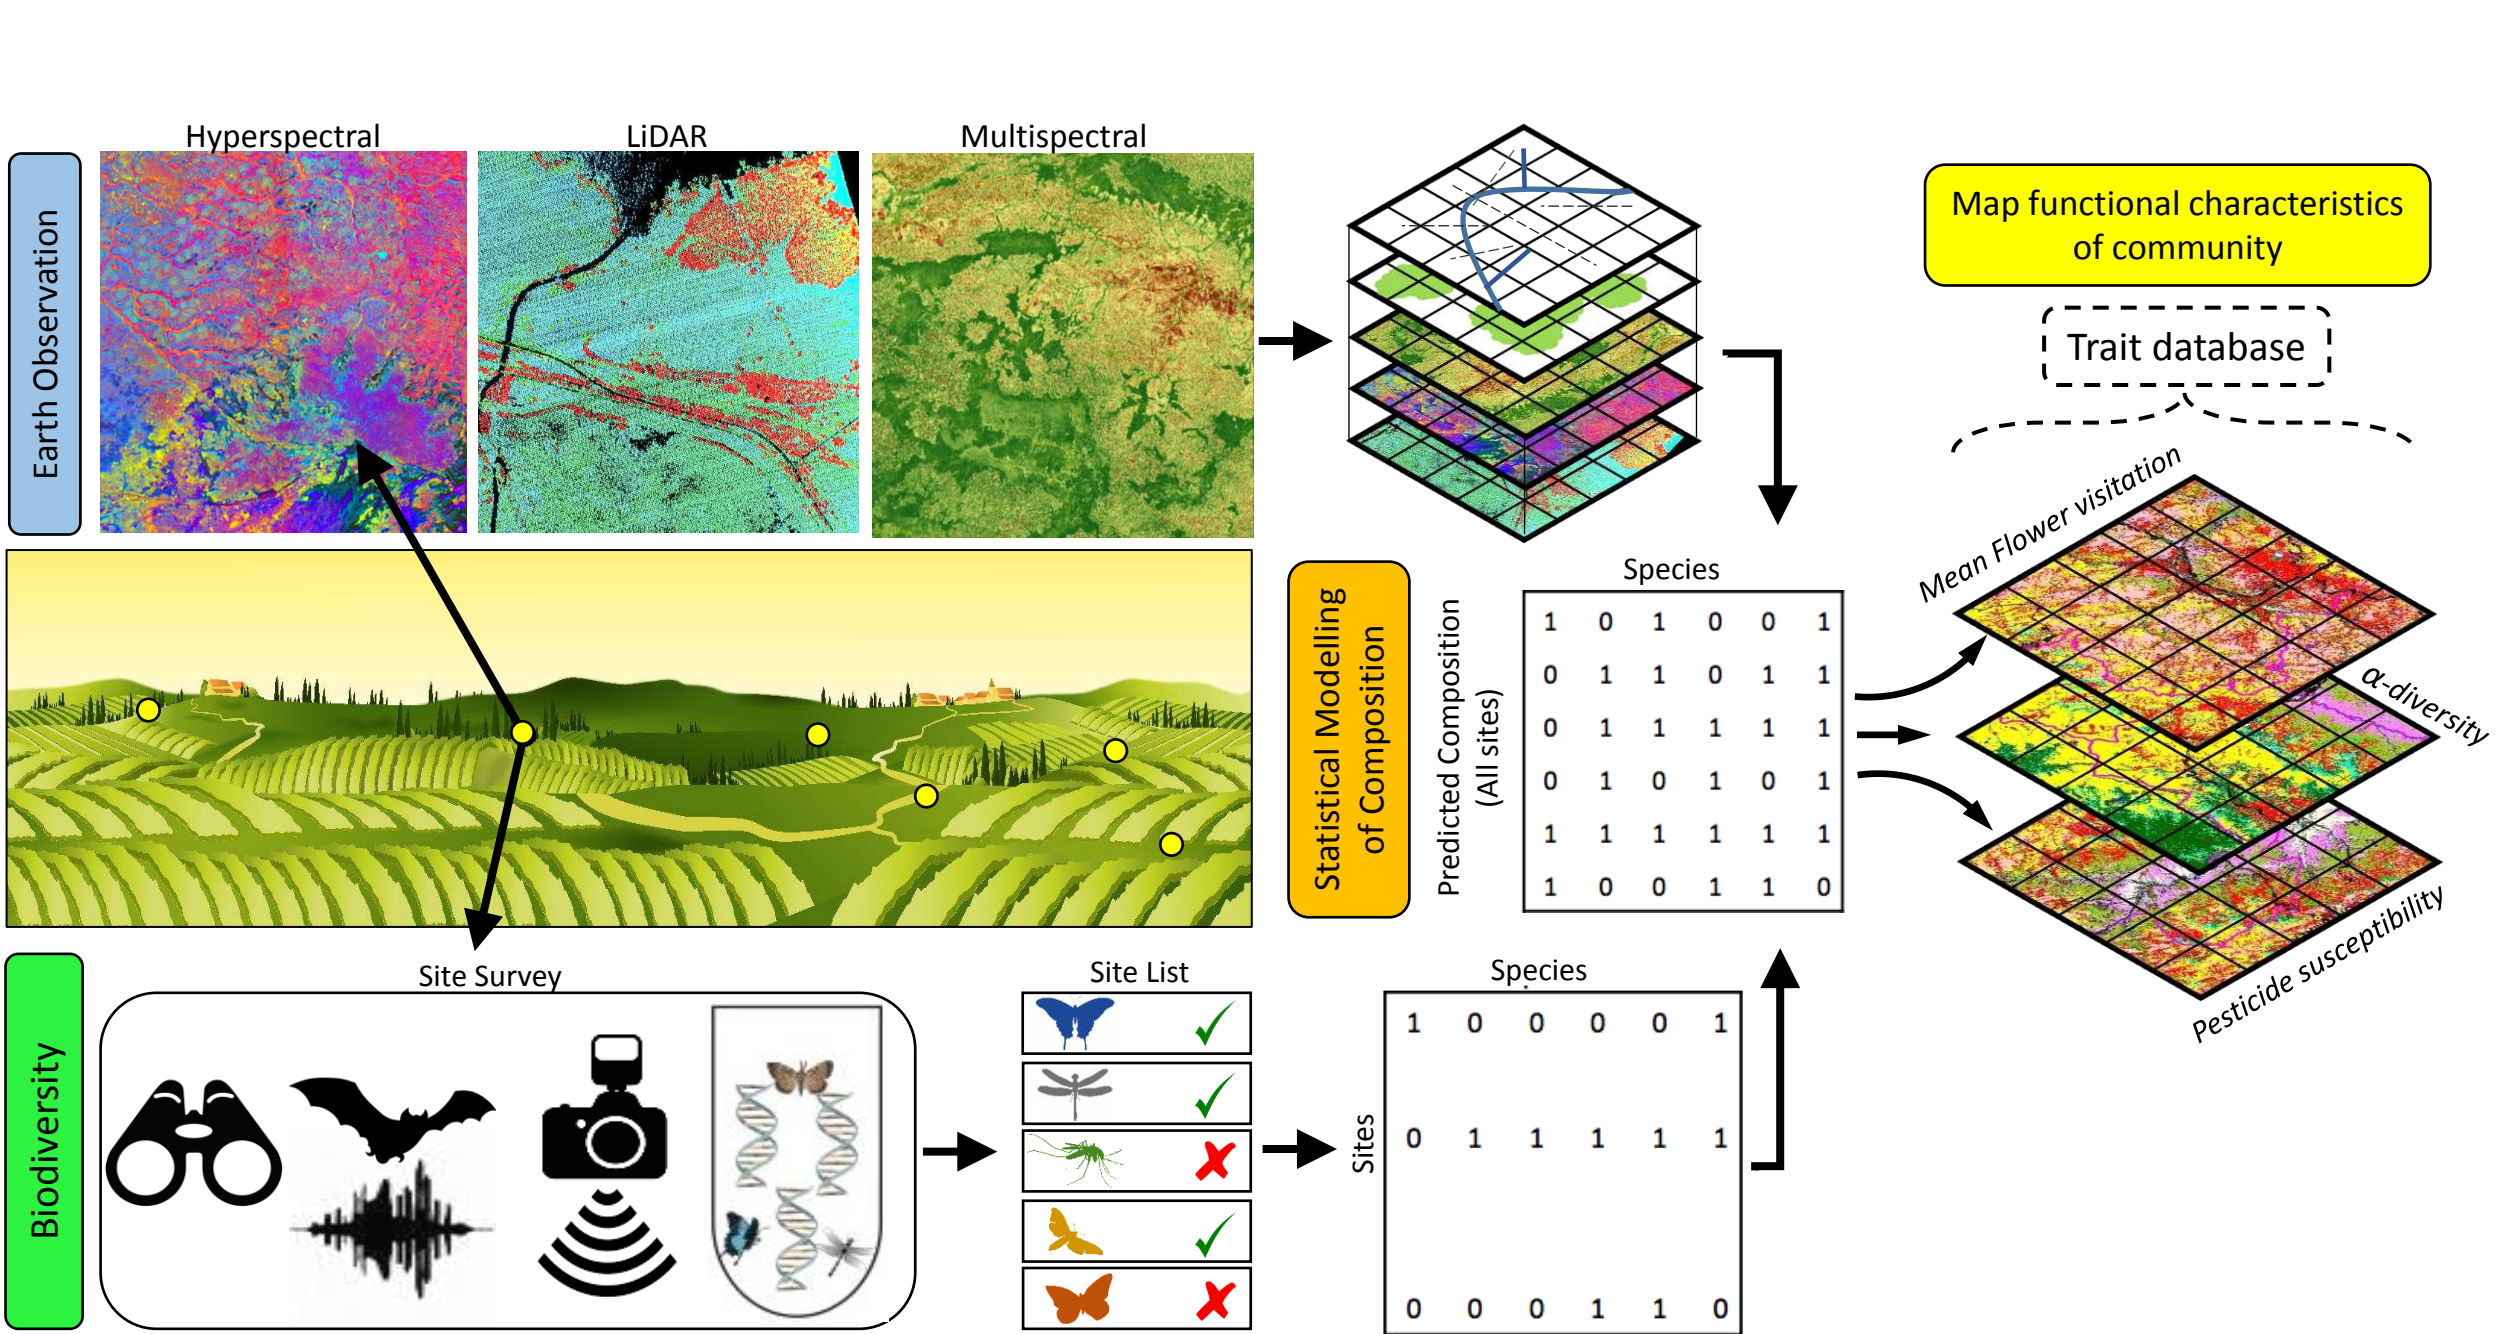 Hyperspectral
LiDAR
Multispectral
Earth Observation
Map functional characteristics
of community
Trait database
Mean Flower visitation
α-diversity
Pesticide susceptibility
Statistical Modelling
of Composition
Predicted Composition
(All sites)
Species
1 0 1 0 0 1
0 1 1 0 1 1
0 1 1 1 1 1
0 1 0 1 0 1
1 1 1 1 1 1
1 0 0 1 1 0
Biodiversity
Site Survey
Site List
Species
Sites
1 0 0 0 0 1
0 1 1 1 1 1
0 0 0 1 1 0